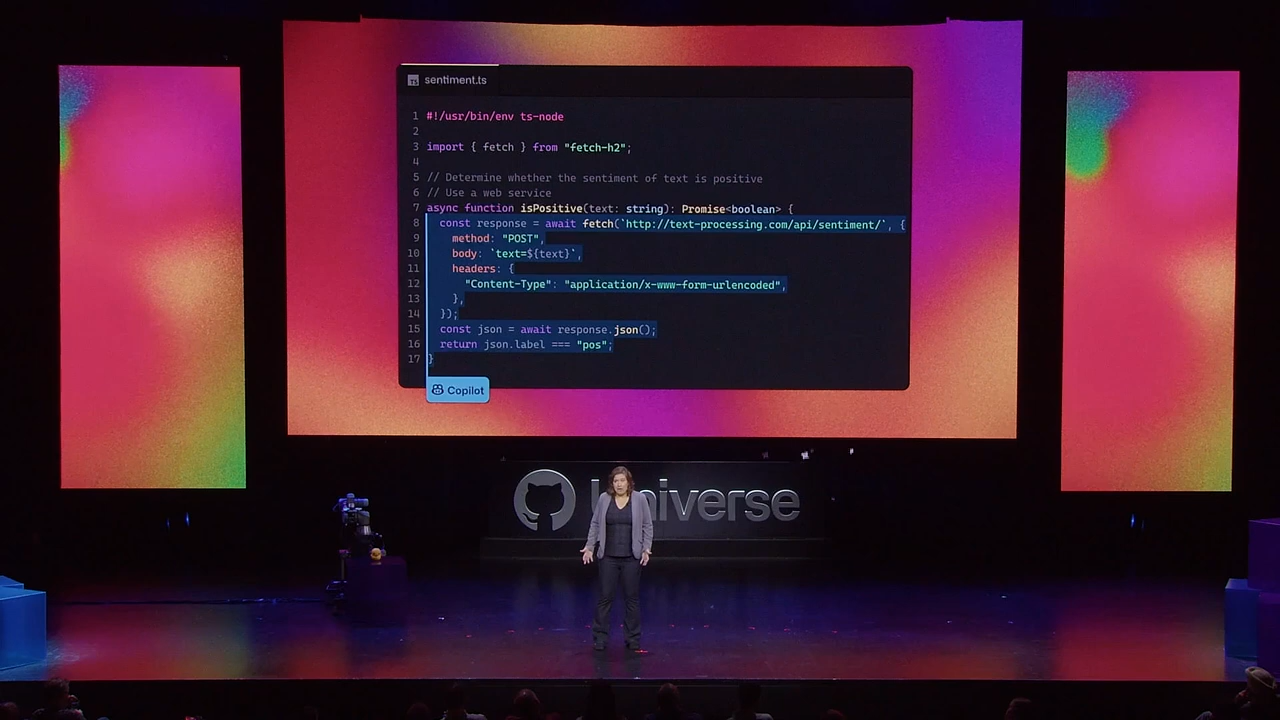 TS sentiment.ts
1 #!/usr/bin/env ts-node
2
3 import { fetch } from "fetch-h2";
4
5 // Determine whether the sentiment of text is positive
6 // Use a web service
7 async function isPositive(text: string): Promise<boolean> {
8 const response = await fetch(`http://text-processing.com/api/sentiment/`, {
9 method: "POST",
10 body: `text=${text}`,
11 headers: {
12 "Content-Type": "application/x-www-form-urlencoded",
13 },
14 });
15 const json = await response.json();
16 return json.label === "pos";
17 }
Copilot
Universe